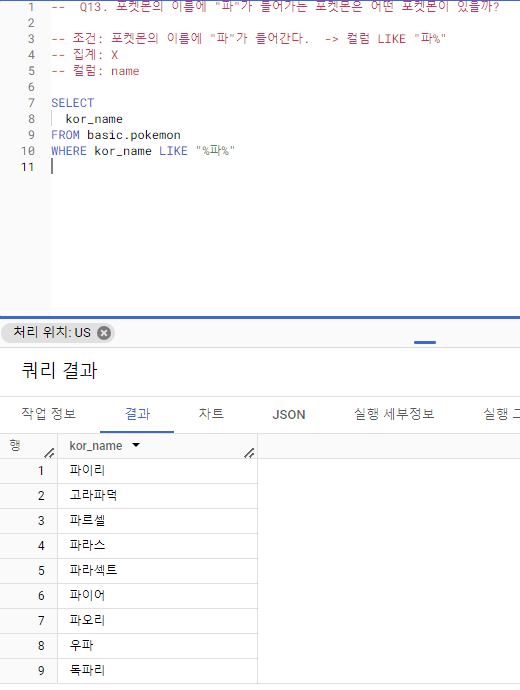 1 -- Q13. 포켓몬의 이름에 "파"가 들어가는 포켓몬은 어떤 포켓몬이 있을까?
2
3 -- 조건: 포켓몬의 이름에 "파"가 들어간다. -> 컬럼 LIKE "파%"
4 -- 집계: X
5 -- 컬럼: name
6
7 SELECT
8 kor_name
9 FROM basic.pokemon
10 WHERE kor_name LIKE "%파%"
11
처리 위치: US
쿼리 결과
작업 정보 결과 차트 JSON 실행 세부정보 실행
행 kor_name
1 파이리
2 고라파덕
3 파르셀
4 파라스
5 파라섹트
6 파이어
7 파오리
8 우파
9 독파리